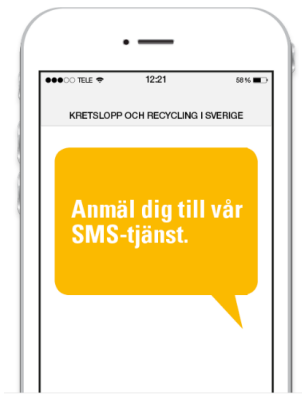 TELE 12:21 58%
KRETSLOPP OCH RECYCLING I SVERIGE
Anmäl dig till vår
SMS-tjänst.